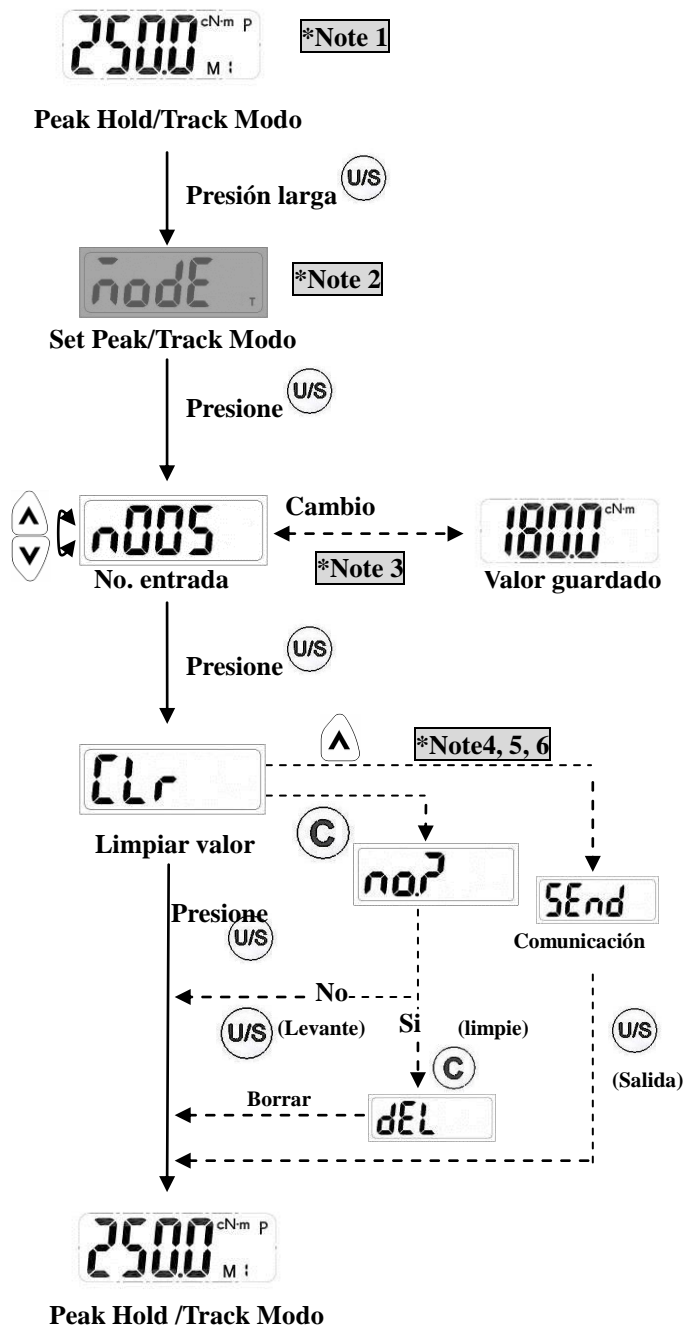 250.0 cN·m P
M1
*Note 1
Peak Hold/Track Modo
Presión larga U/S
modE T
*Note 2
Set Peak/Track Modo
Presione U/S
n005
Cambio
180.0 cN·m
*Note 3
No. entrada
Valor guardado
Presione U/S
CLr
*Note4, 5, 6
Limpiar valor
C
no.?
SEnd
Comunicación
Presione
U/S
No
U/S (Levante)
Si (limpie)
C
U/S
(Salida)
Borrar
dEL
250.0 cN·m P
M1
Peak Hold /Track Modo